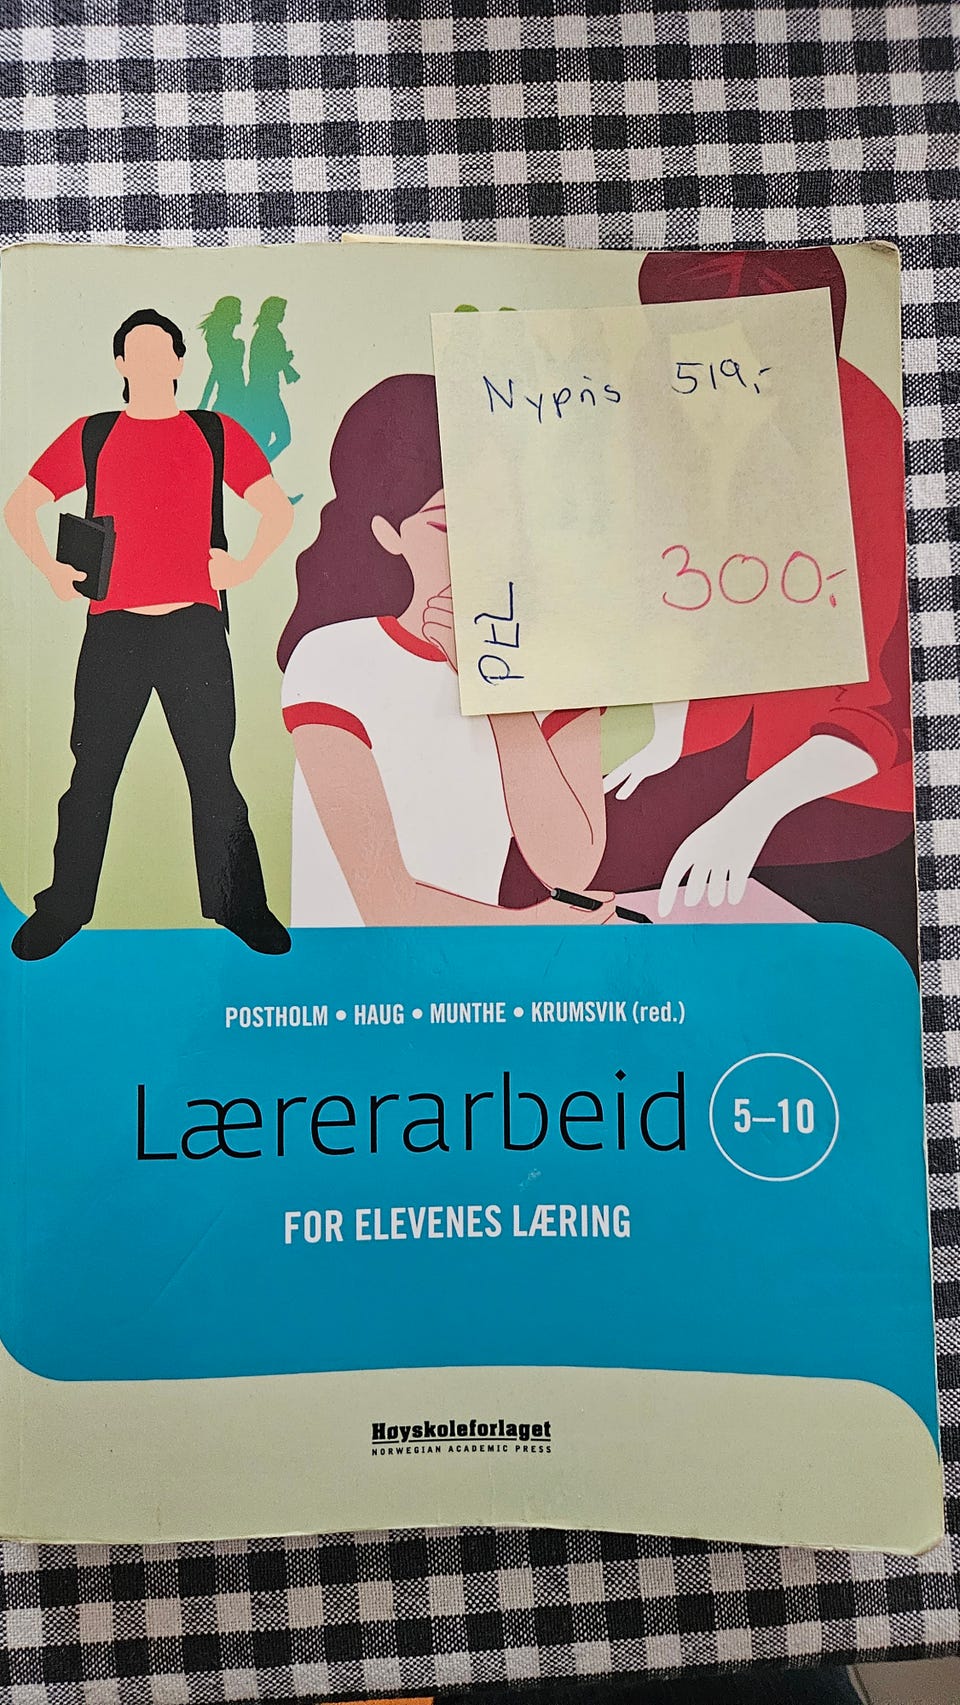 Nypris 519,-
300,-
PEL
POSTHOLM • HAUG • MUNTHE • KRUMSVIK (red.)
Lærerarbeid 5–10
FOR ELEVENES LÆRING
Høyskoleforlaget
NORWEGIAN ACADEMIC PRESS